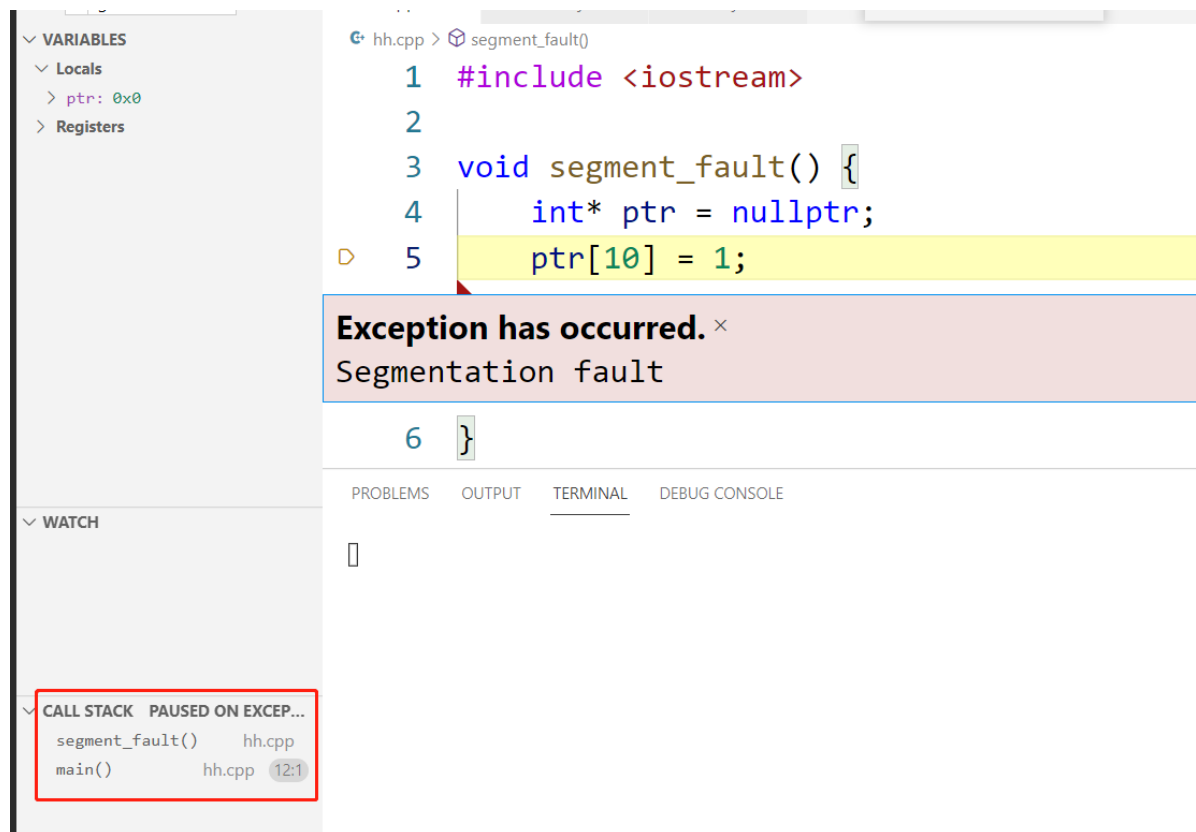 VARIABLES
Locals
ptr: 0x0
Registers
WATCH
CALL STACK PAUSED ON EXCEP...
segment_fault() hh.cpp
main() hh.cpp 12:1
hh.cpp > segment_fault()
1 #include <iostream>
2
3 void segment_fault() {
4 int* ptr = nullptr;
5 ptr[10] = 1;
Exception has occurred. ×
Segmentation fault
6 }
PROBLEMS OUTPUT TERMINAL DEBUG CONSOLE